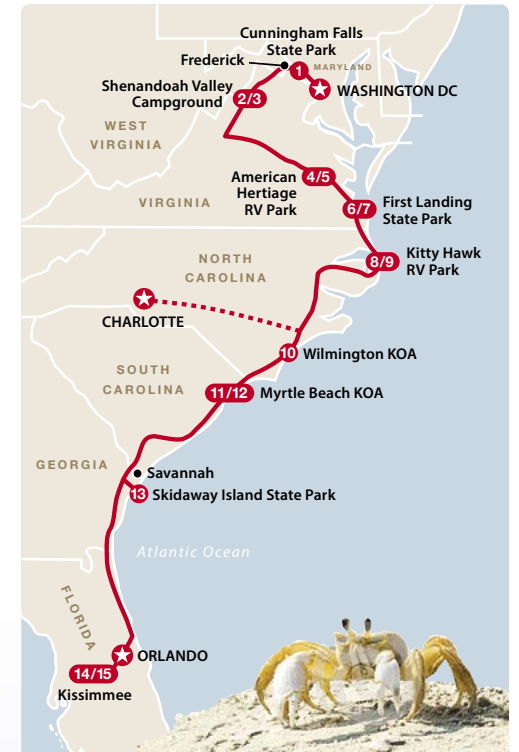 Cunningham Falls
State Park
Frederick
1
MARYLAND
WASHINGTON DC
Shenandoah Valley
Campground
2/3
WEST
VIRGINIA
American
Hertiage
RV Park
4/5
VIRGINIA
6/7
First Landing
State Park
8/9
Kitty Hawk
RV Park
NORTH
CAROLINA
CHARLOTTE
10
Wilmington KOA
SOUTH
CAROLINA
11/12
Myrtle Beach KOA
GEORGIA
Savannah
13
Skidaway Island State Park
Atlantic Ocean
FLORIDA
ORLANDO
14/15
Kissimmee